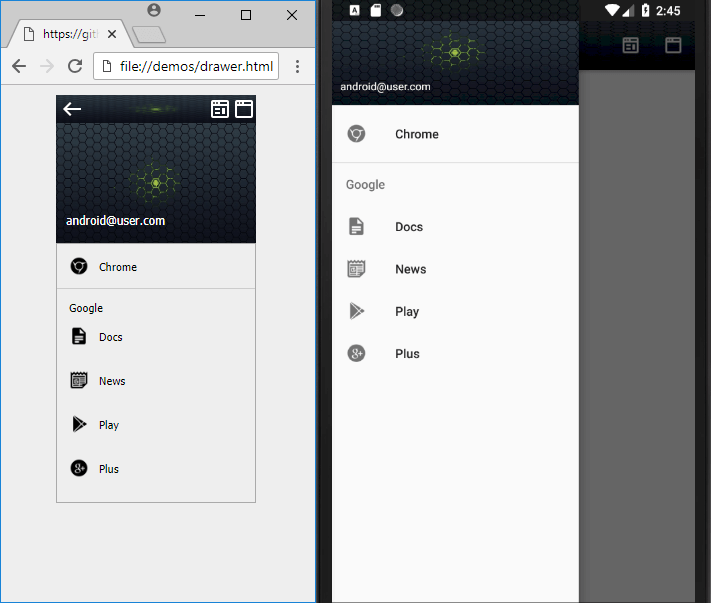 https://git
file://demos/drawer.html
android@user.com
Chrome
Google
Docs
News
Play
Plus
A
2:45
android@user.com
Chrome
Google
Docs
News
Play
Plus